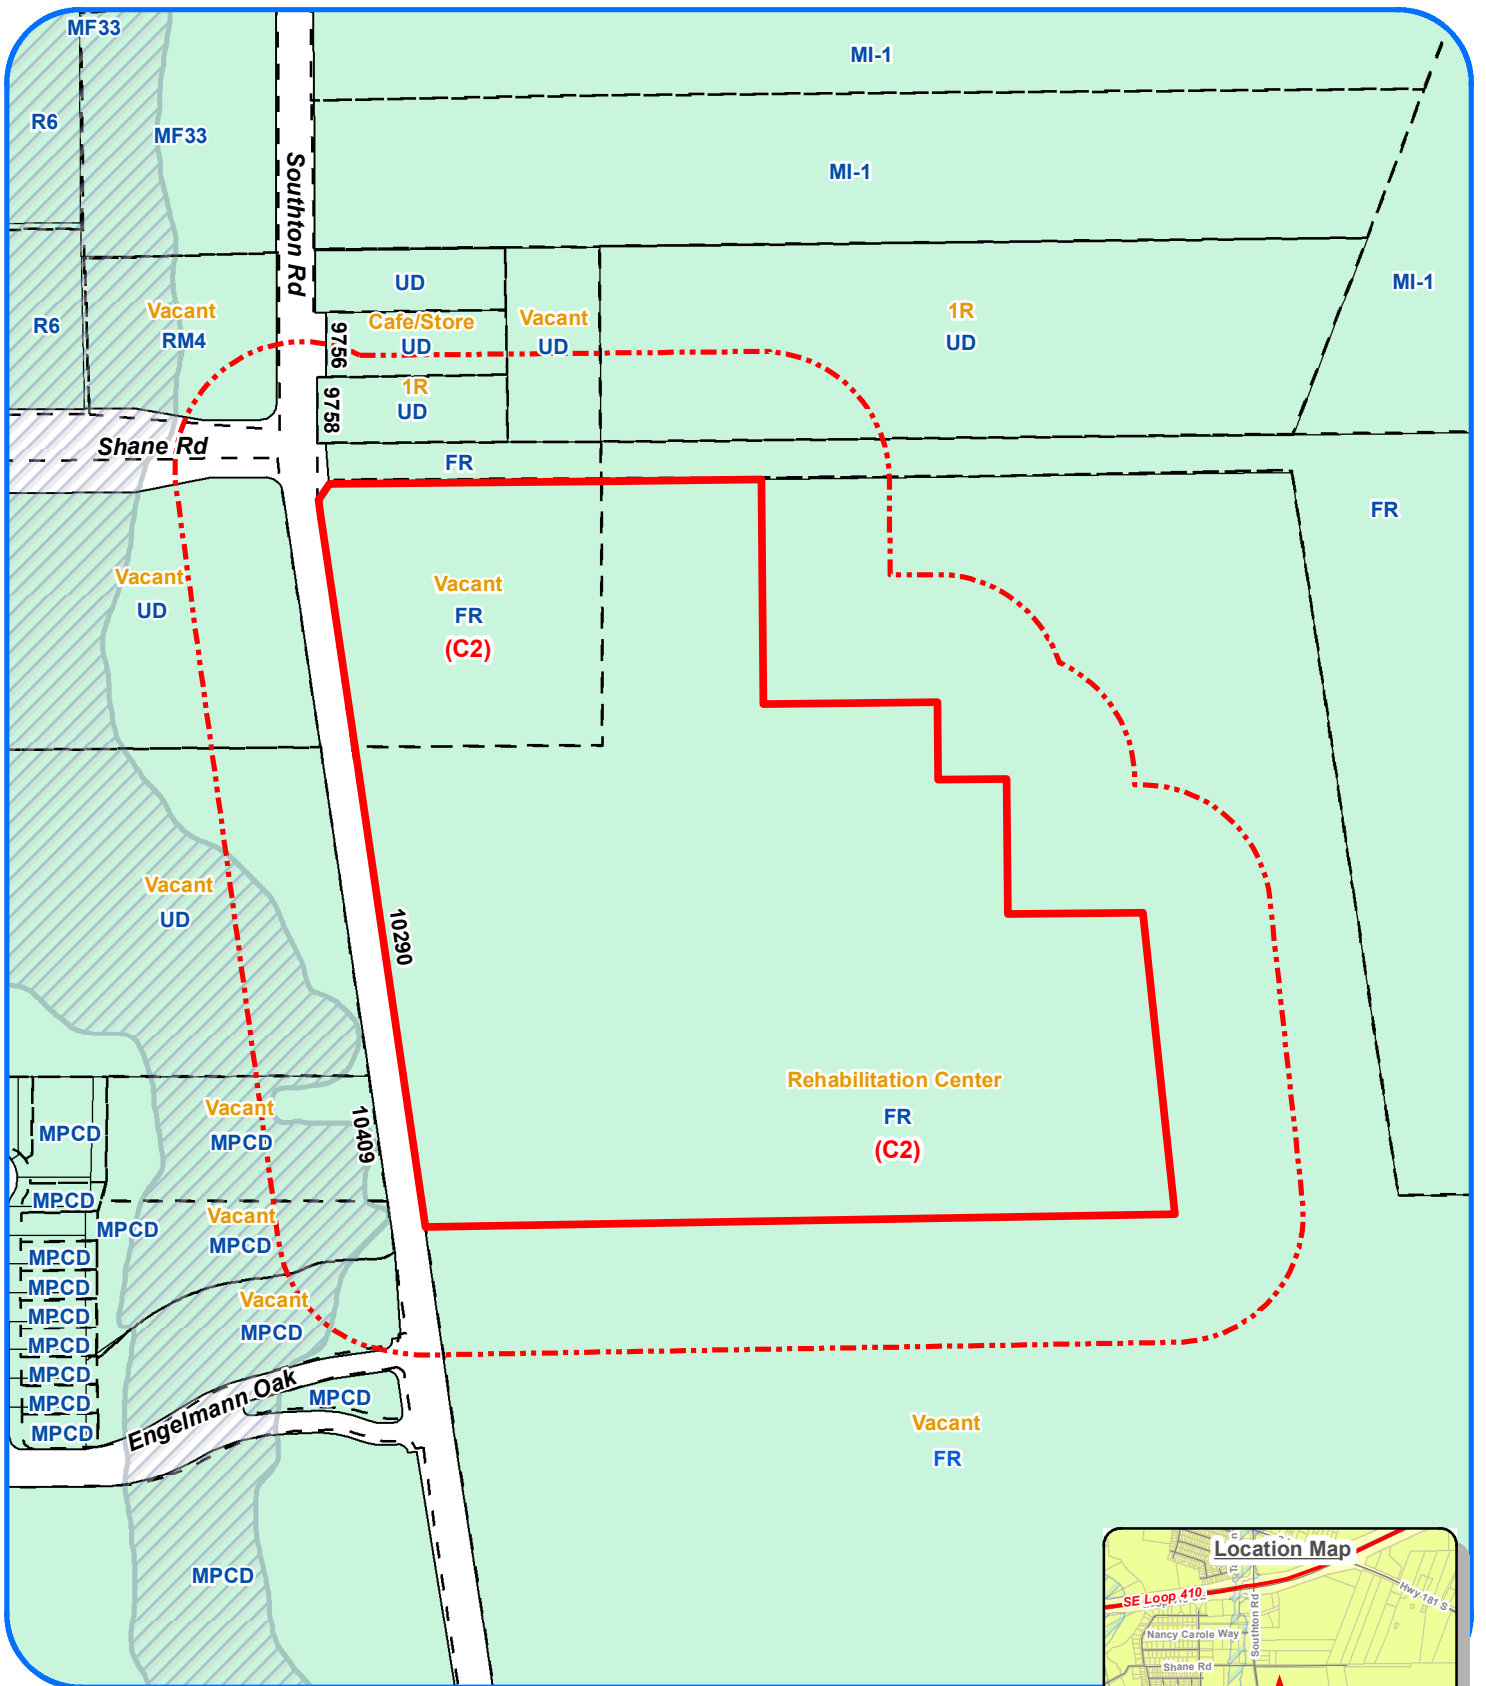 MF33
MI-1
R6
MF33
MI-1
Southton Rd
UD
MI-1
Vacant
RM4
R6
Cafe/Store
UD
9756
Vacant
UD
1R
UD
1R
UD
9758
Shane Rd
FR
FR
Vacant
UD
Vacant
FR
(C2)
Vacant
UD
10290
Rehabilitation Center
FR
(C2)
Vacant
MPCD
10409
MPCD
MPCD
MPCD
Vacant
MPCD
MPCD
MPCD
Vacant
MPCD
MPCD
MPCD
MPCD
MPCD
MPCD
Engelmann Oak
MPCD
Vacant
FR
MPCD
Location Map
SE Loop 410
Hwy 181 S
Nancy Carole Way
Southton Rd
Shane Rd